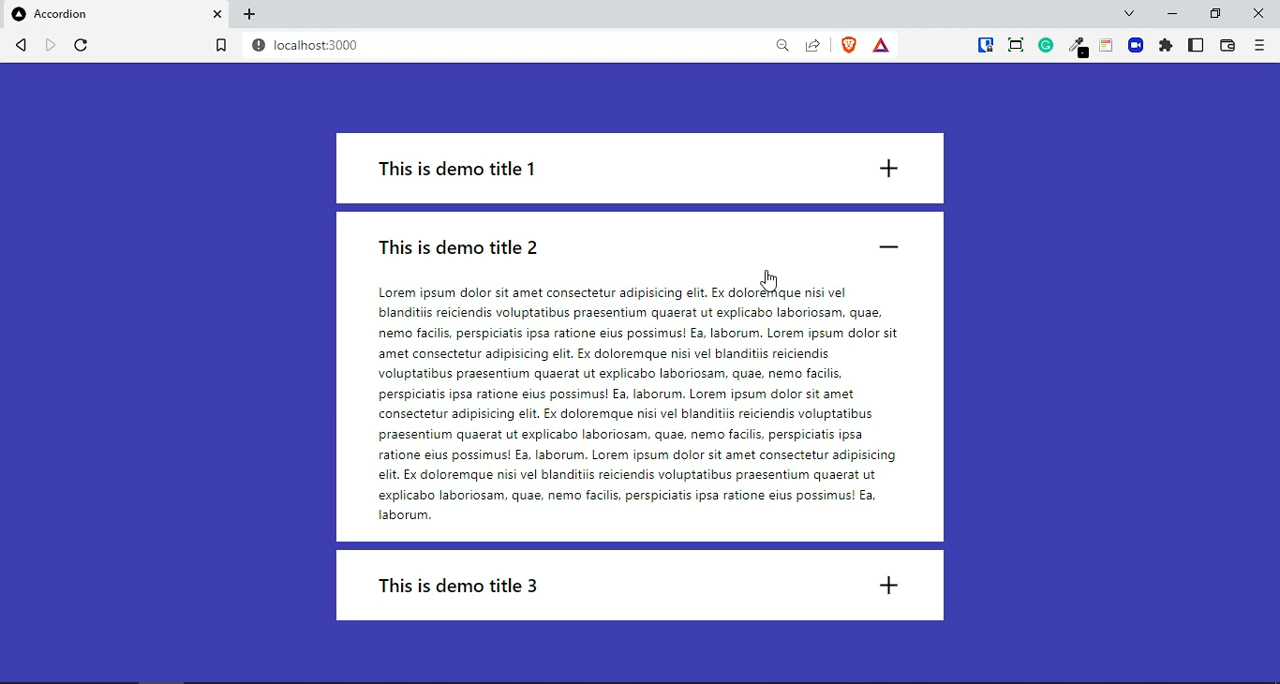 Accordion
localhost:3000
This is demo title 1
This is demo title 2
Lorem ipsum dolor sit amet consectetur adipisicing elit. Ex doloremque nisi vel
blanditiis reiciendis voluptatibus praesentium quaerat ut explicabo laboriosam, quae,
nemo facilis, perspiciatis ipsa ratione eius possimus! Ea, laborum. Lorem ipsum dolor sit
amet consectetur adipisicing elit. Ex doloremque nisi vel blanditiis reiciendis
voluptatibus praesentium quaerat ut explicabo laboriosam, quae, nemo facilis,
perspiciatis ipsa ratione eius possimus! Ea, laborum. Lorem ipsum dolor sit amet
consectetur adipisicing elit. Ex doloremque nisi vel blanditiis reiciendis voluptatibus
praesentium quaerat ut explicabo laboriosam, quae, nemo facilis, perspiciatis ipsa
ratione eius possimus! Ea, laborum. Lorem ipsum dolor sit amet consectetur adipisicing
elit. Ex doloremque nisi vel blanditiis reiciendis voluptatibus praesentium quaerat ut
explicabo laboriosam, quae, nemo facilis, perspiciatis ipsa ratione eius possimus! Ea,
laborum.
This is demo title 3